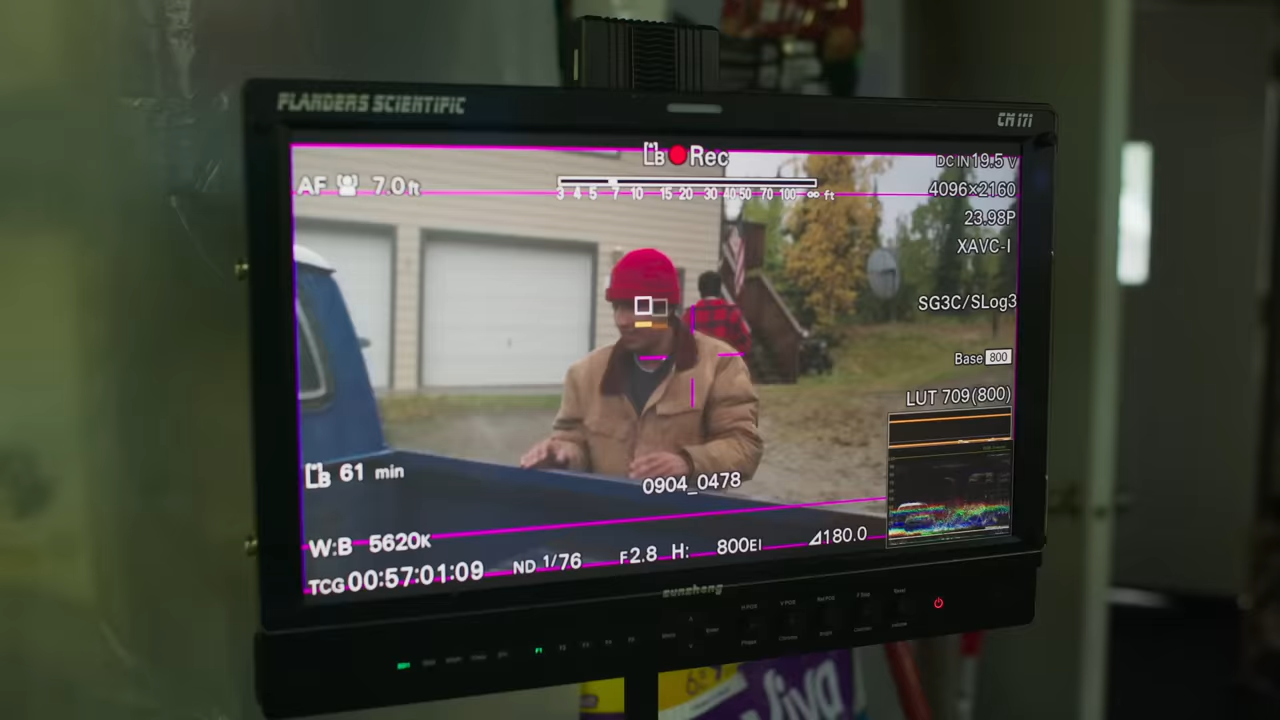 FLANDERS SCIENTIFIC
CM171
B Rec
DC IN 19.5 V
AF 7.0 ft
3 4 5 7 10 15 20 30 40 50 70 100 ∞ ft
4096×2160
23.98P
XAVC-I
SG3C/SLog3
Base 800
LUT 709(800)
B 61 min
0904_0478
W:B 5620K
TCG 00:57:01:09 ND 1/76 F2.8 H: 800EI ⊿180.0
sunzhong
F1
Viva